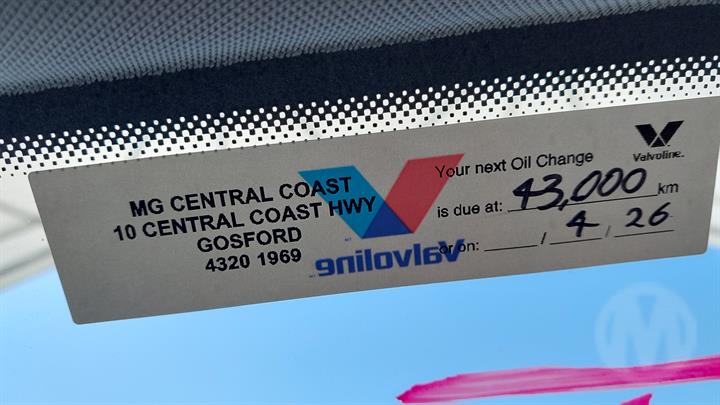 MG CENTRAL COAST
10 CENTRAL COAST HWY
GOSFORD
4320 1969
Valvoline
Valvoline
Your next Oil Change
is due at: 43,000 km
or on: / 4 / 26
M